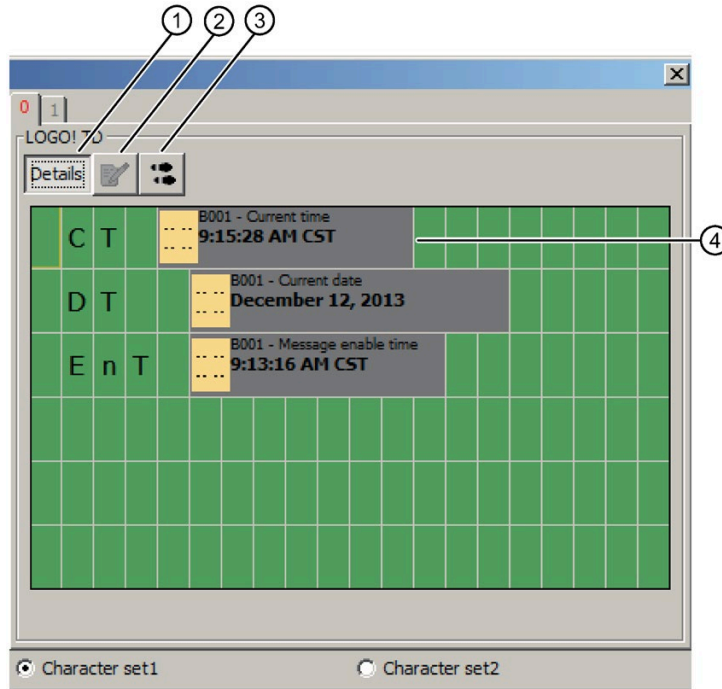 1 2 3
0 1
LOGO! TD
Details
C T B001 - Current time
9:15:28 AM CST
4
D T B001 - Current date
December 12, 2013
E n T B001 - Message enable time
9:13:16 AM CST
Character set1 Character set2